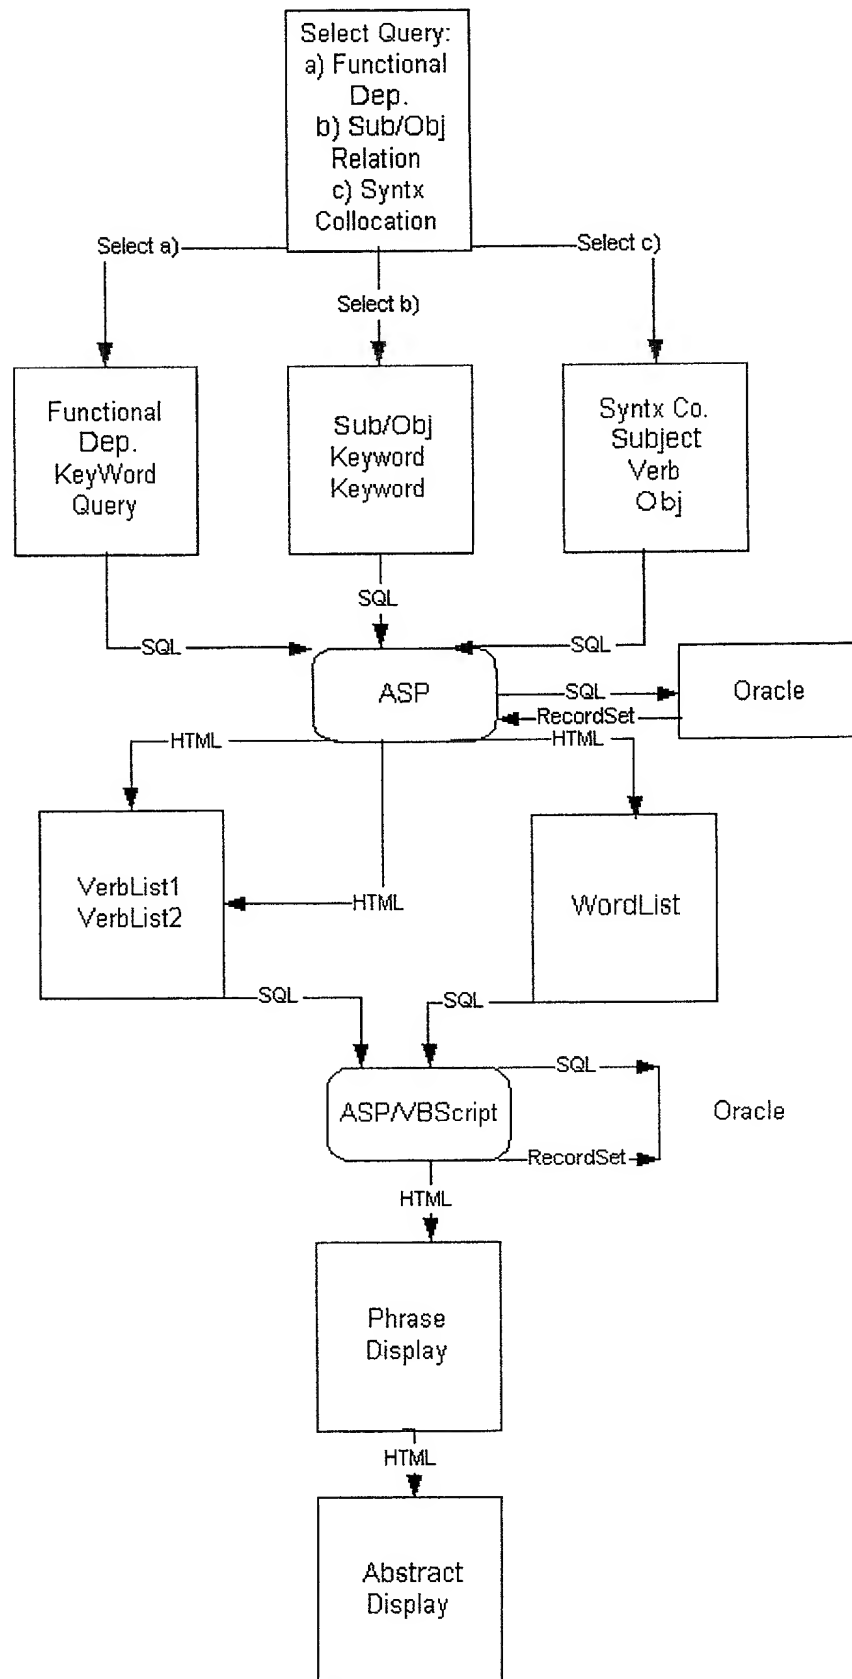 Select Query:
a) Functional
Dep.
b) Sub/Obj
Relation
c) Syntx
Collocation
Select a)
Select c)
Select b)
Functional
Dep.
KeyWord
Query
Sub/Obj
Keyword
Keyword
Syntx Co.
Subject
Verb
Obj
SQL
SQL
SQL
ASP
SQL
RecordSet
Oracle
HTML
HTML
VerbList1
VerbList2
HTML
WordList
SQL
SQL
ASP/VBScript
SQL
RecordSet
Oracle
HTML
Phrase
Display
HTML
Abstract
Display